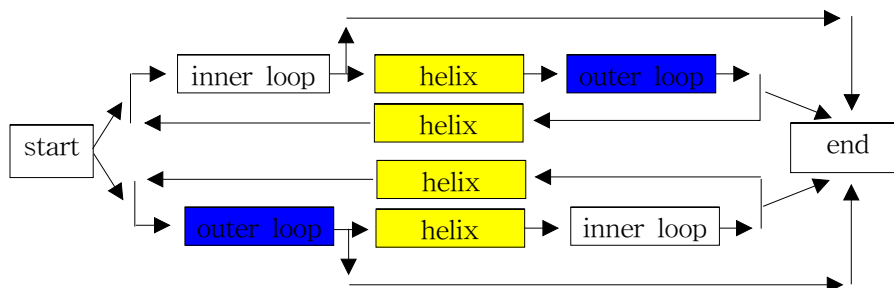 inner loop
helix
outer loop
helix
start
end
helix
outer loop
helix
inner loop